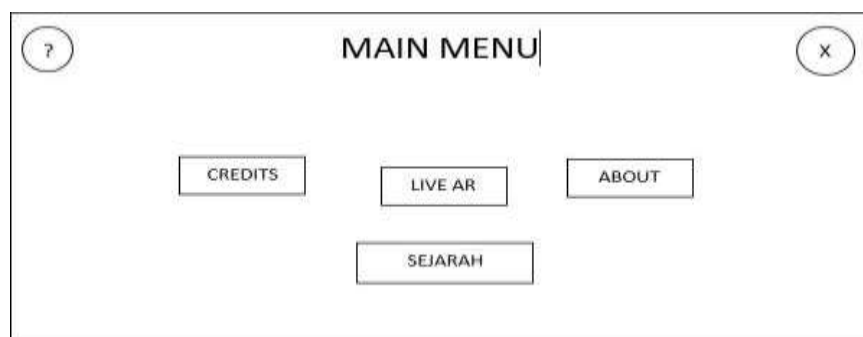 ?
MAIN MENU
X
CREDITS
LIVE AR
ABOUT
SEJARAH